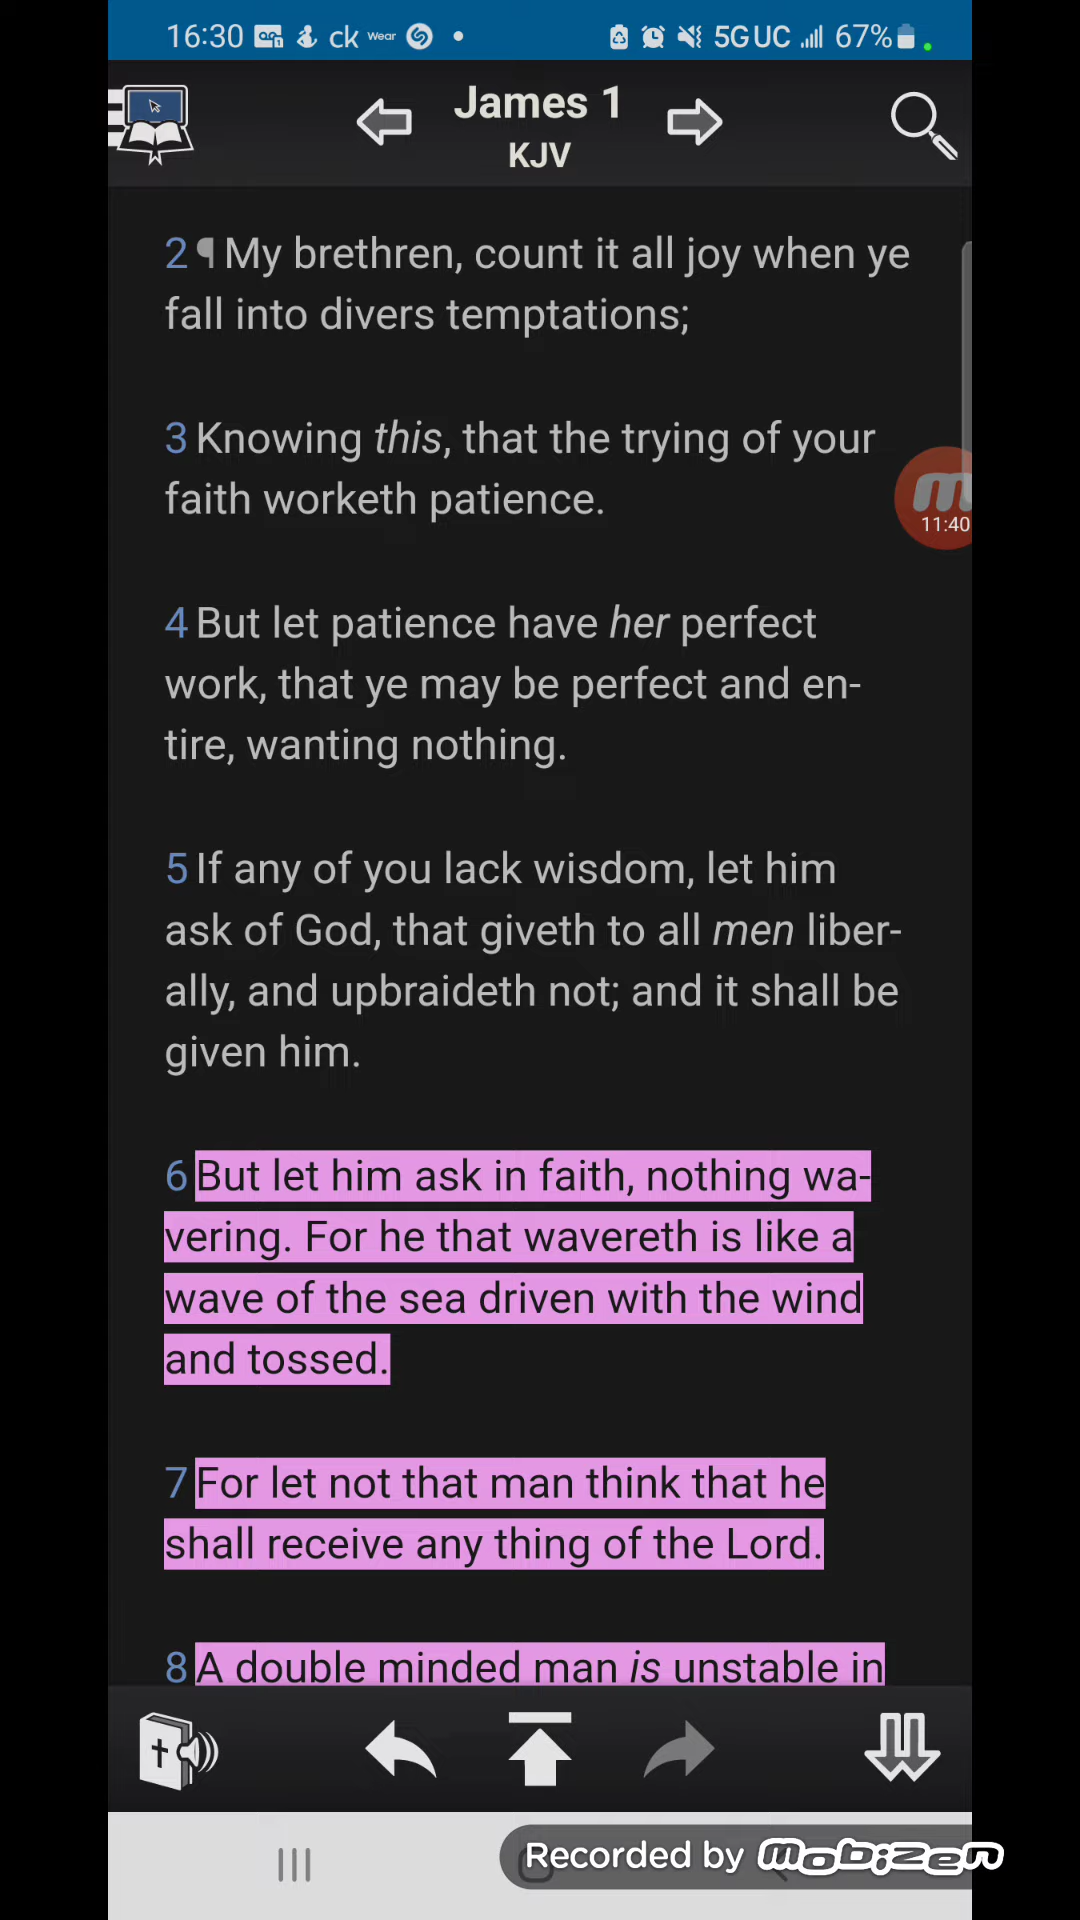 16:30 ck Wear 5G UC 67%
James 1
KJV
2 ¶ My brethren, count it all joy when ye
fall into divers temptations;
3 Knowing this, that the trying of your
faith worketh patience.
11:40
4 But let patience have her perfect
work, that ye may be perfect and en-
tire, wanting nothing.
5 If any of you lack wisdom, let him
ask of God, that giveth to all men liber-
ally, and upbraideth not; and it shall be
given him.
6 But let him ask in faith, nothing wa-
vering. For he that wavereth is like a
wave of the sea driven with the wind
and tossed.
7 For let not that man think that he
shall receive any thing of the Lord.
8 A double minded man is unstable in
Recorded by mobizen